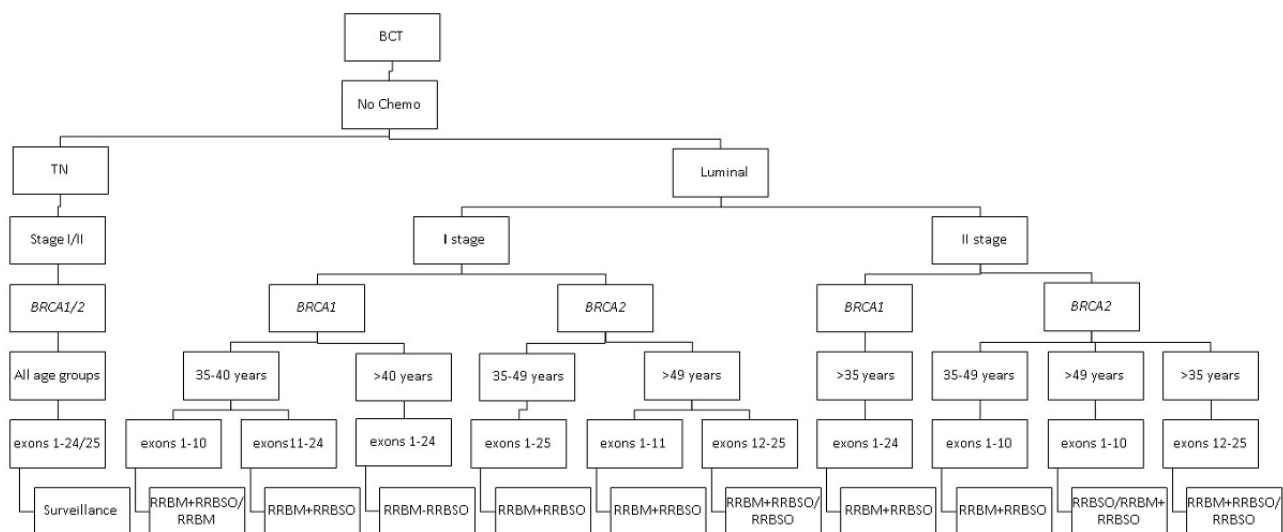 BCT
No Chemo
TN
Luminal
Stage I/II
I stage
II stage
BRCA1/2
BRCA1
BRCA2
BRCA1
BRCA2
All age groups
35-40 years
>40 years
35-49 years
>49 years
>35 years
35-49 years
>49 years
>35 years
exons 1-24/25
exons 1-10
exons11-24
exons 1-24
exons 1-25
exons 1-11
exons 12-25
exons 1-24
exons 1-10
exons 1-10
exons 12-25
Surveillance
RRBM+RRBSO/
RRBM
RRBM+RRBSO
RRBM-RRBSO
RRBM+RRBSO
RRBM+RRBSO
RRBM+RRBSO/
RRBSO
RRBM+RRBSO
RRBM+RRBSO
RRBSO/RRBM+
RRBSO
RRBM+RRBSO/
RRBSO